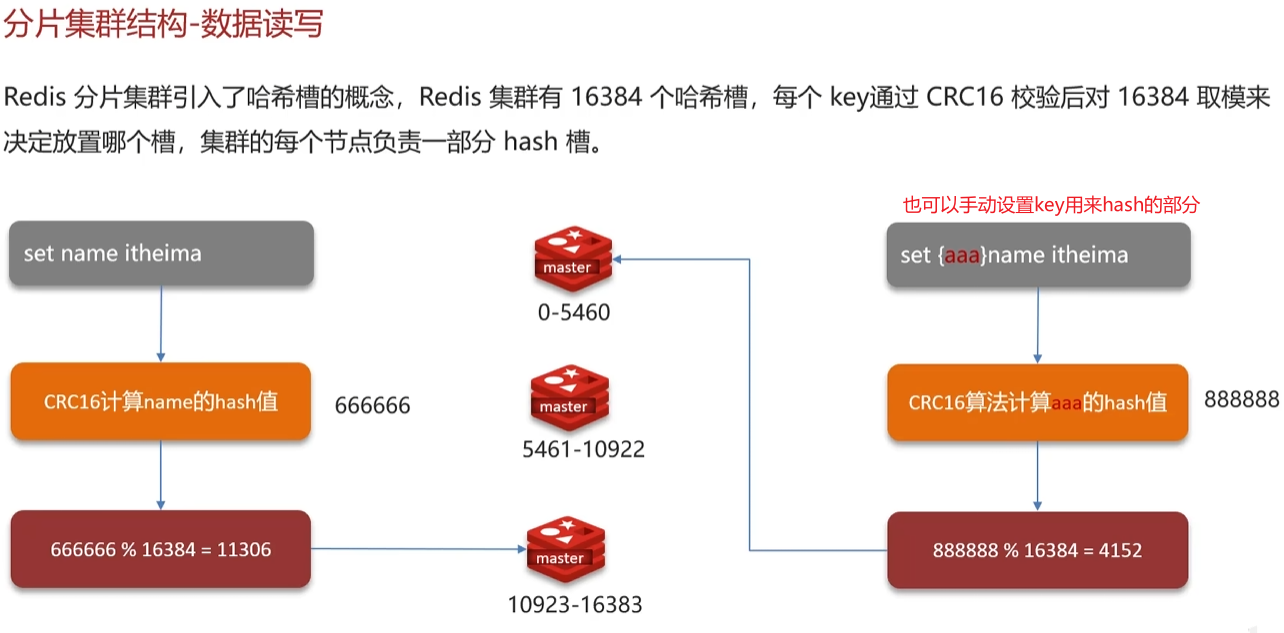 分片集群结构-数据读写
Redis 分片集群引入了哈希槽的概念，Redis 集群有 16384 个哈希槽，每个 key通过 CRC16 校验后对 16384 取模来
决定放置哪个槽，集群的每个节点负责一部分 hash 槽。
set name itheima
CRC16计算name的hash值
666666
666666 % 16384 = 11306
master
0-5460
master
5461-10922
master
10923-16383
也可以手动设置key用来hash的部分
set {aaa}name itheima
CRC16算法计算aaa的hash值
888888
888888 % 16384 = 4152